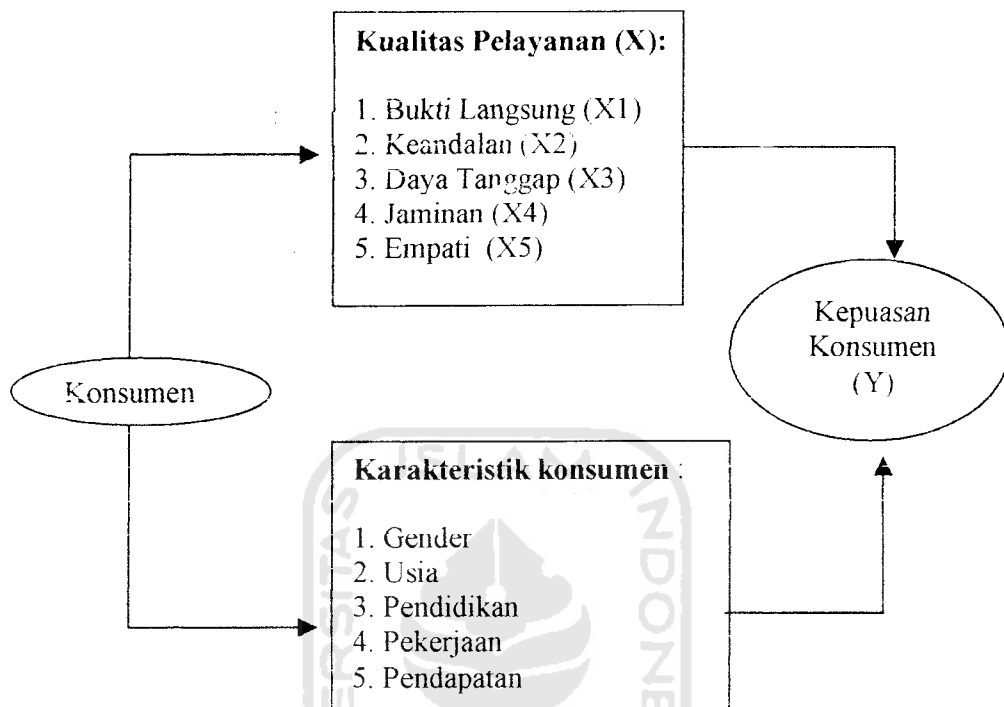 Kualitas Pelayanan (X):
1. Bukti Langsung (X1)
2. Keandalan (X2)
3. Daya Tanggap (X3)
4. Jaminan (X4)
5. Empati (X5)
Konsumen
Kepuasan
Konsumen
(Y)
Karakteristik konsumen :
1. Gender
2. Usia
3. Pendidikan
4. Pekerjaan
5. Pendapatan
ISLAM